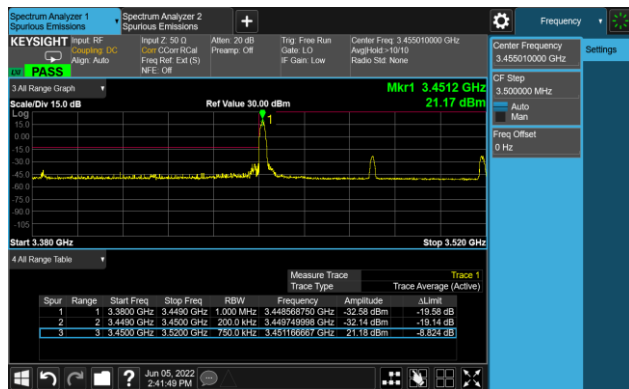 Spectrum Analyzer 1
Spurious Emissions
Spectrum Analyzer 2
Spurious Emissions
Frequency
KEYSIGHT
Input: RF
Coupling: DC
Align: Auto
Input Z: 50 Ω
Corr CCorr RCal
Freq Ref: Ext (S)
NFE: Off
Atten: 20 dB
Preamp: Off
Trig: Free Run
Gate: LO
IF Gain: Low
Center Freq: 3.455010000 GHz
Avg|Hold:>10/10
Radio Std: None
PASS
Center Frequency
3.455010000 GHz
Settings
CF Step
3.500000 MHz
Auto
Man
Freq Offset
0 Hz
3 All Range Graph
Mkr1 3.4512 GHz
Scale/Div 15.0 dB
Ref Value 30.00 dBm
21.17 dBm
Log
15.0
0.00
-15.0
-30.0
-45.0
-60.0
-75.0
-90.0
-105
1
Start 3.380 GHz
Stop 3.520 GHz
4 All Range Table
Measure Trace Trace 1
Trace Type Trace Average (Active)
Spur Range Start Freq Stop Freq RBW Frequency Amplitude ΔLimit
1 1 3.3800 GHz 3.4490 GHz 1.000 MHz 3.448568750 GHz -32.58 dBm -19.58 dB
2 2 3.4490 GHz 3.4500 GHz 200.0 kHz 3.449749998 GHz -32.14 dBm -19.14 dB
3 3 3.4500 GHz 3.5200 GHz 750.0 kHz 3.451166667 GHz 21.18 dBm -8.824 dB
?
Jun 05, 2022
2:41:49 PM